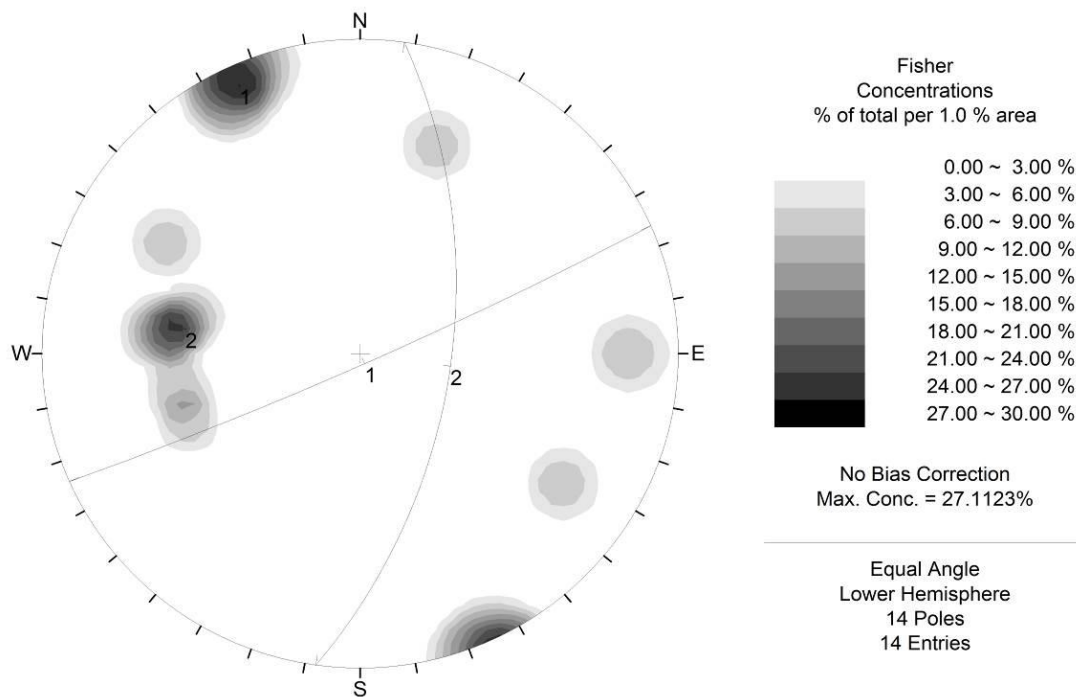 N
1
2
W
1
2
E
S
Fisher
Concentrations
% of total per 1.0 % area
0.00 ~ 3.00 %
3.00 ~ 6.00 %
6.00 ~ 9.00 %
9.00 ~ 12.00 %
12.00 ~ 15.00 %
15.00 ~ 18.00 %
18.00 ~ 21.00 %
21.00 ~ 24.00 %
24.00 ~ 27.00 %
27.00 ~ 30.00 %
No Bias Correction
Max. Conc. = 27.1123%
Equal Angle
Lower Hemisphere
14 Poles
14 Entries